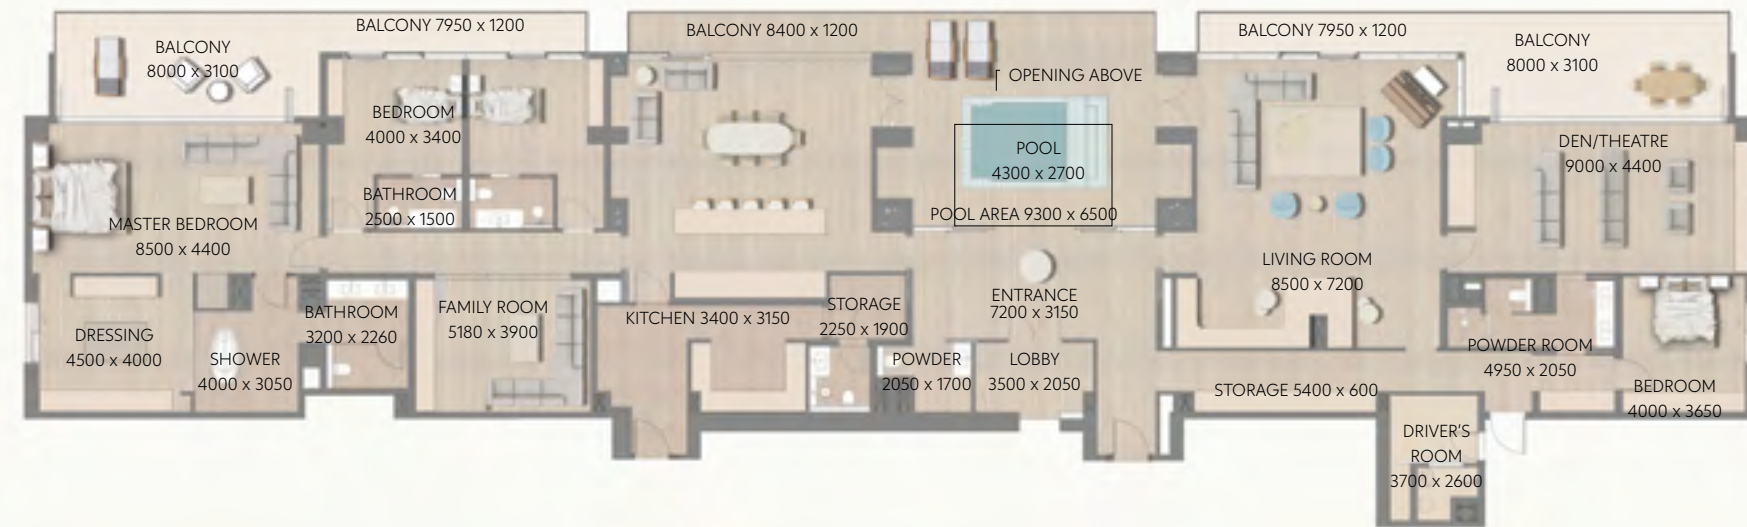 BALCONY 7950 x 1200
BALCONY
8000 x 3100
BEDROOM
4000 x 3400
BATHROOM
2500 x 1500
MASTER BEDROOM
8500 x 4400
DRESSING
4500 x 4000
SHOWER
4000 x 3050
BATHROOM
3200 x 2260
FAMILY ROOM
5180 x 3900
BALCONY 8400 x 1200
OPENING ABOVE
POOL
4300 x 2700
POOL AREA 9300 x 6500
KITCHEN 3400 x 3150
STORAGE
2250 x 1900
ENTRANCE
7200 x 3150
POWDER
2050 x 1700
LOBBY
3500 x 2050
BALCONY 7950 x 1200
BALCONY
8000 x 3100
DEN/THEATRE
9000 x 4400
LIVING ROOM
8500 x 7200
POWDER ROOM
4950 x 2050
STORAGE 5400 x 600
BEDROOM
4000 x 3650
DRIVER'S
ROOM
3700 x 2600